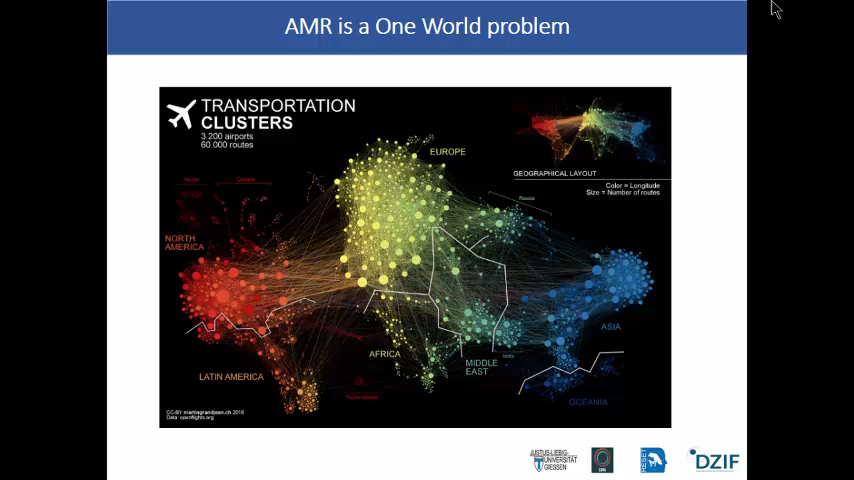 AMR is a One World problem
TRANSPORTATION
CLUSTERS
3.200 airports
60.000 routes
EUROPE
GEOGRAPHICAL LAYOUT
Color = Longitude
Size = Number of routes
Russia
NORTH
AMERICA
ASIA
AFRICA
India
MIDDLE
EAST
LATIN AMERICA
OCEANIA
CC-BY martingrandjean.ch 2016
Data: openflights.org
JUSTUS-LIEBIG-
UNIVERSITÄT
GIESSEN
RESET
DZIF